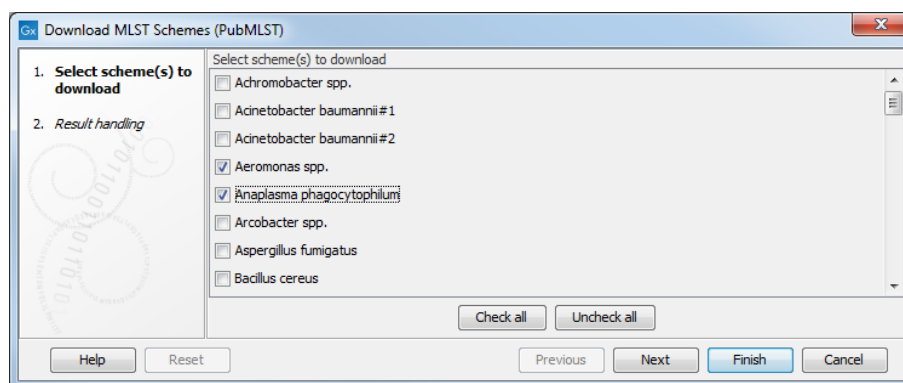 Gx Download MLST Schemes (PubMLST)
1. Select scheme(s) to
download
2. Result handling
Select scheme(s) to download
Achromobacter spp.
Acinetobacter baumannii#1
Acinetobacter baumannii#2
Aeromonas spp.
Anaplasma phagocytophilum
Arcobacter spp.
Aspergillus fumigatus
Bacillus cereus
Check all Uncheck all
Help Reset Previous Next Finish Cancel